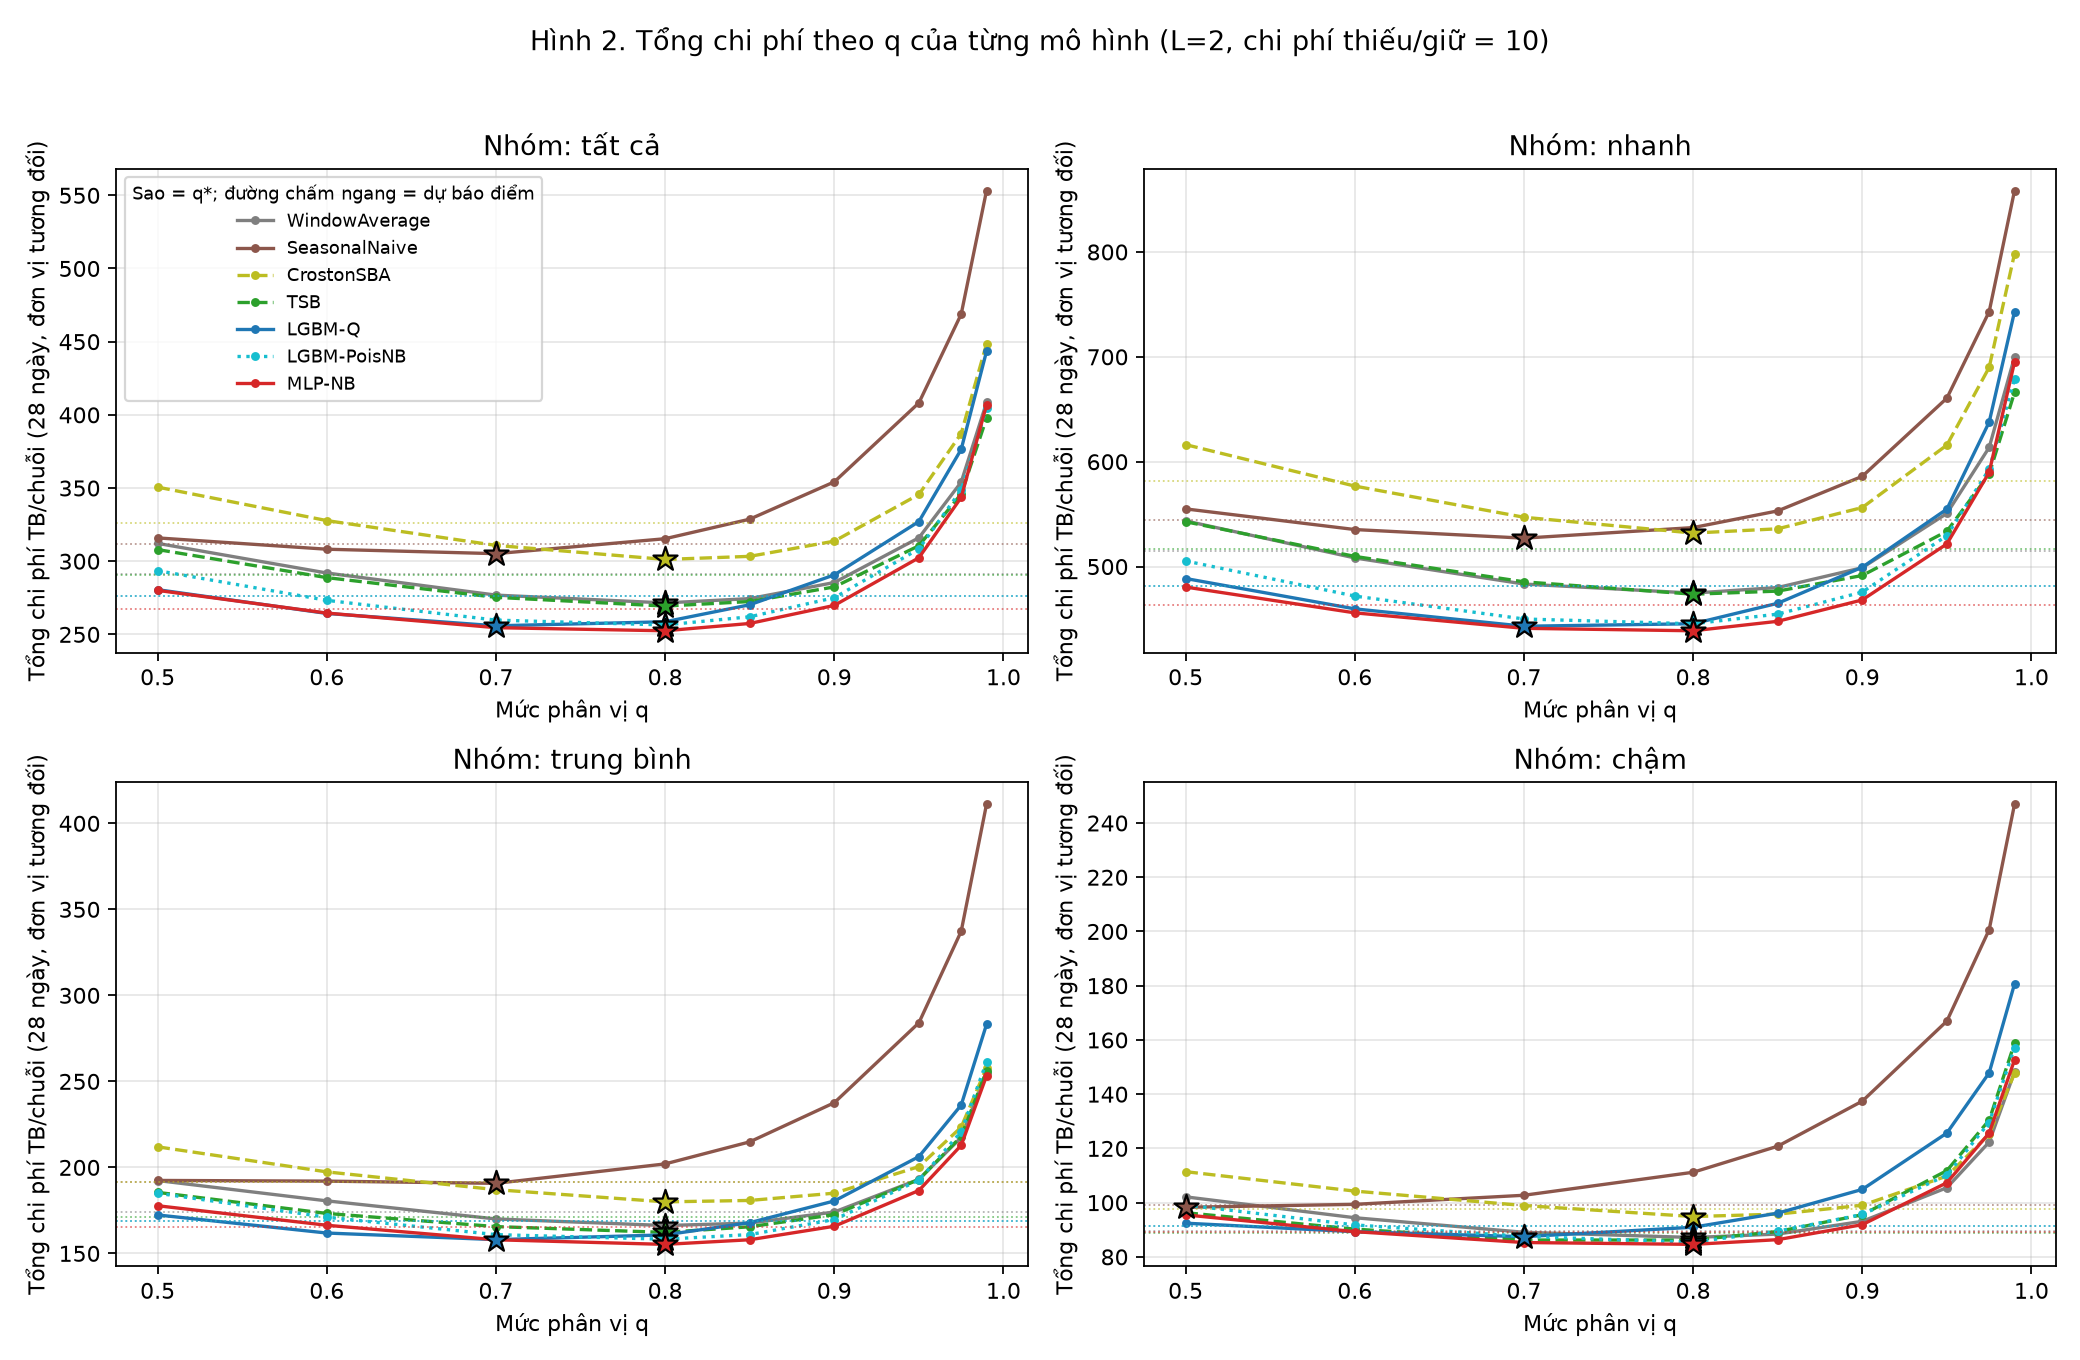 Hình 2. Tổng chi phí theo q của từng mô hình (L=2, chi phí thiếu/giữ = 10)
Nhóm: tất cả
Tổng chi phí TB/chuỗi (28 ngày, đơn vị tương đối)
550
500
450
400
350
300
250
Sao = q*; đường chấm ngang = dự báo điểm
WindowAverage
SeasonalNaive
CrostonSBA
TSB
LGBM-Q
LGBM-PoisNB
MLP-NB
0.5 0.6 0.7 0.8 0.9 1.0
Mức phân vị q
Nhóm: nhanh
Tổng chi phí TB/chuỗi (28 ngày, đơn vị tương đối)
800
700
600
500
0.5 0.6 0.7 0.8 0.9 1.0
Mức phân vị q
Nhóm: trung bình
Tổng chi phí TB/chuỗi (28 ngày, đơn vị tương đối)
400
350
300
250
200
150
0.5 0.6 0.7 0.8 0.9 1.0
Mức phân vị q
Nhóm: chậm
Tổng chi phí TB/chuỗi (28 ngày, đơn vị tương đối)
240
220
200
180
160
140
120
100
80
0.5 0.6 0.7 0.8 0.9 1.0
Mức phân vị q